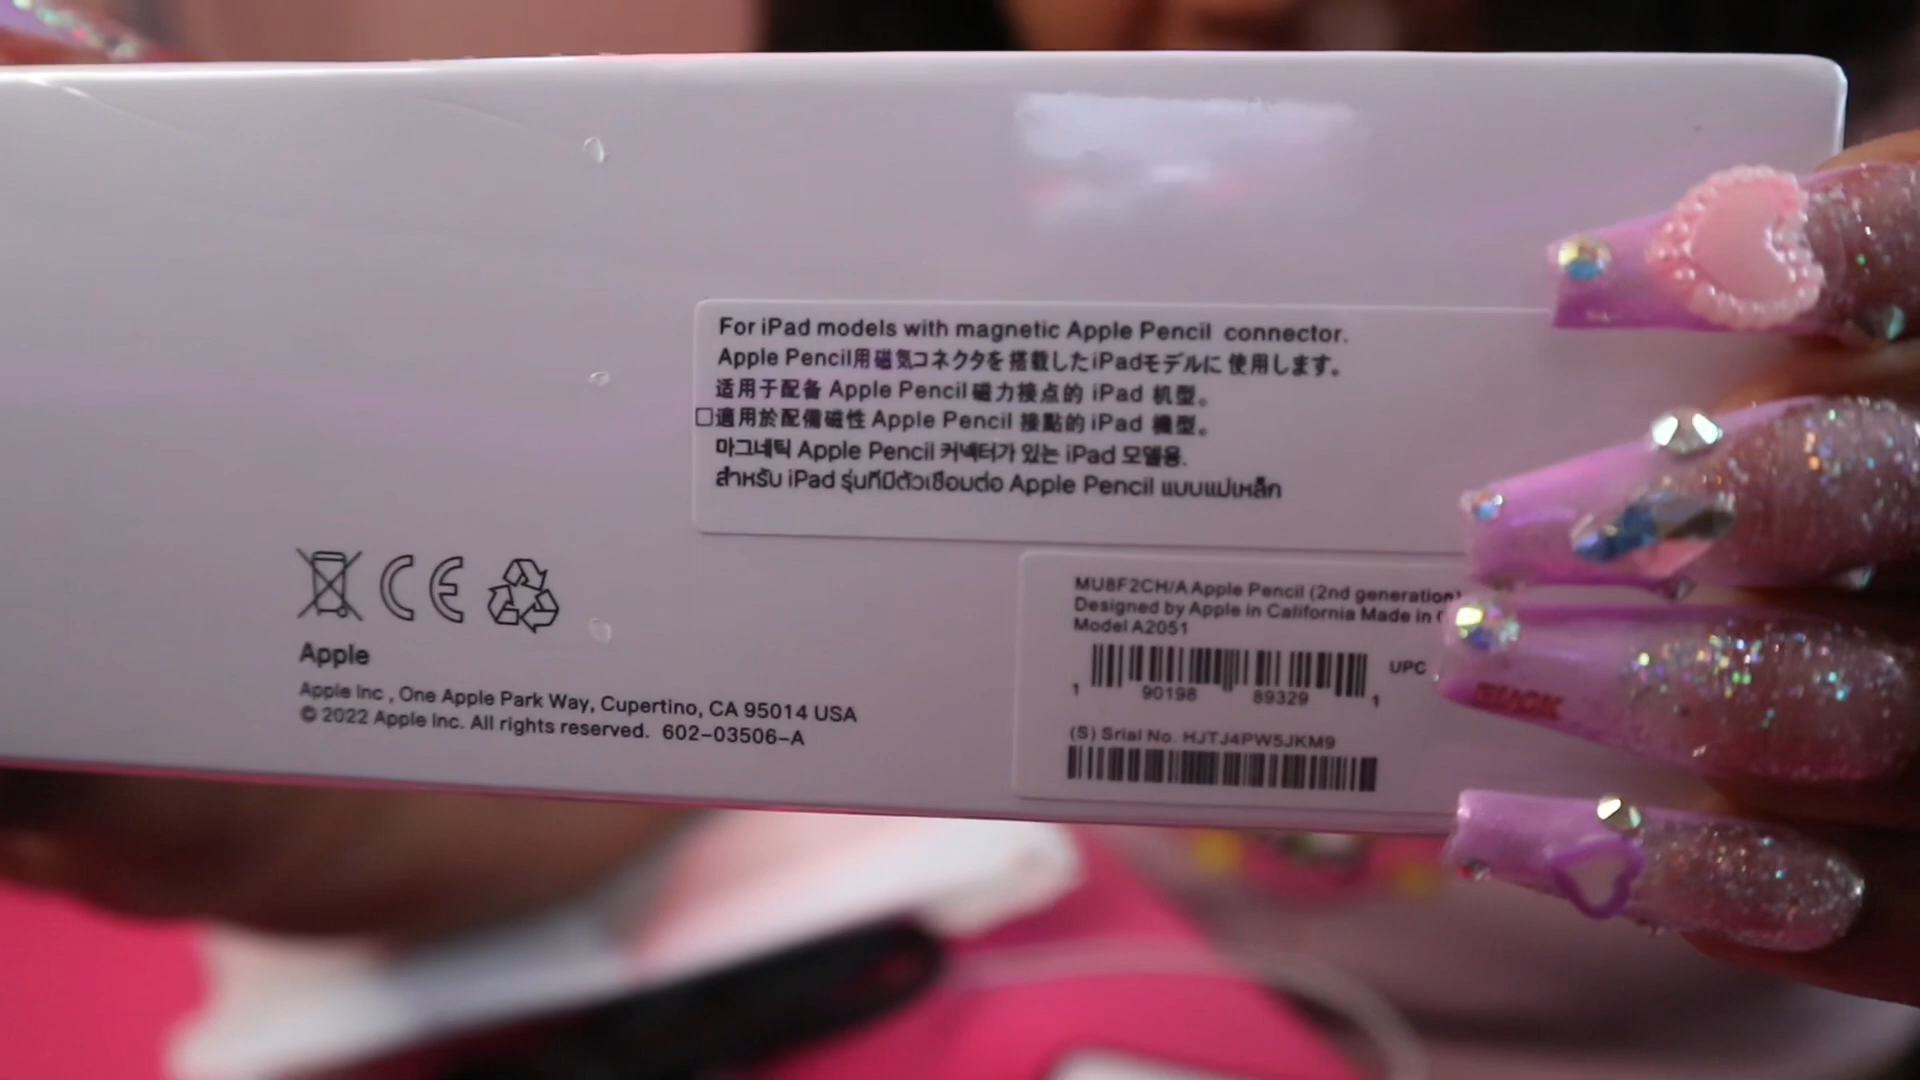 For iPad models with magnetic Apple Pencil connector.
Apple Pencil用磁気コネクタを搭載したiPadモデルに使用します。
适用于配备 Apple Pencil 磁力接点的 iPad 机型。
□適用於配備磁性 Apple Pencil 接點的 iPad 機型。
마그네틱 Apple Pencil 커넥터가 있는 iPad 모델용.
สำหรับ iPad รุ่นที่มีตัวเชื่อมต่อ Apple Pencil แบบแม่เหล็ก
CE
Apple
Apple Inc , One Apple Park Way, Cupertino, CA 95014 USA
© 2022 Apple Inc. All rights reserved. 602-03506-A
MU8F2CH/A Apple Pencil (2nd generation)
Designed by Apple in California Made in
Model A2051
UPC
1 90198 89329 1
(S) Srial No. HJTJ4PW5JKM9